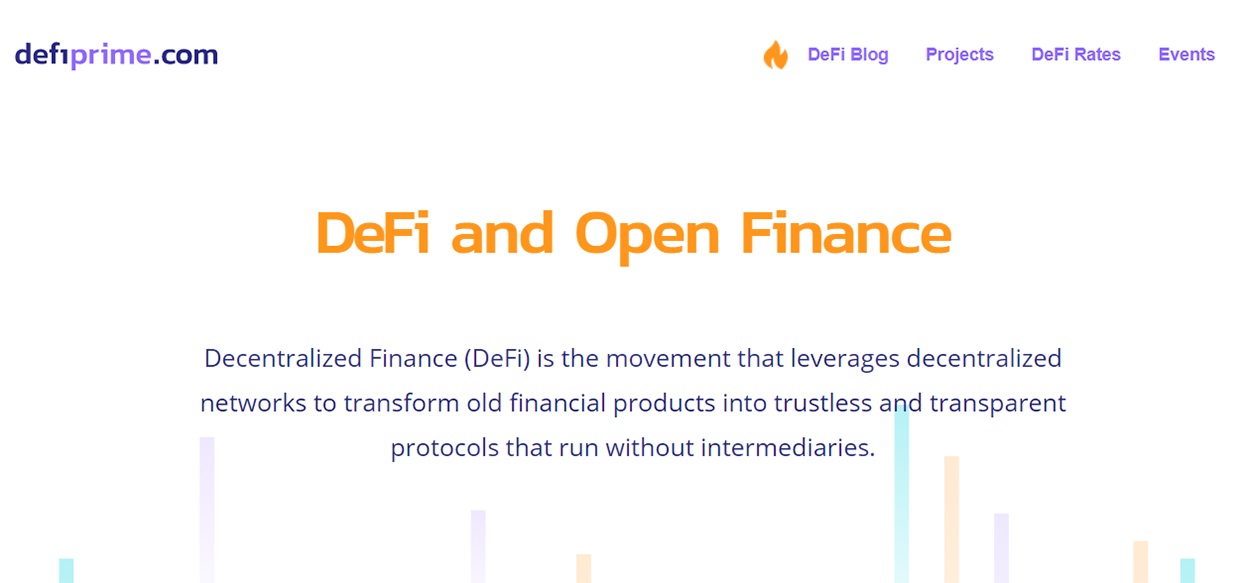 defiprime.com
DeFi Blog Projects DeFi Rates Events
DeFi and Open Finance
Decentralized Finance (DeFi) is the movement that leverages decentralized
networks to transform old financial products into trustless and transparent
protocols that run without intermediaries.